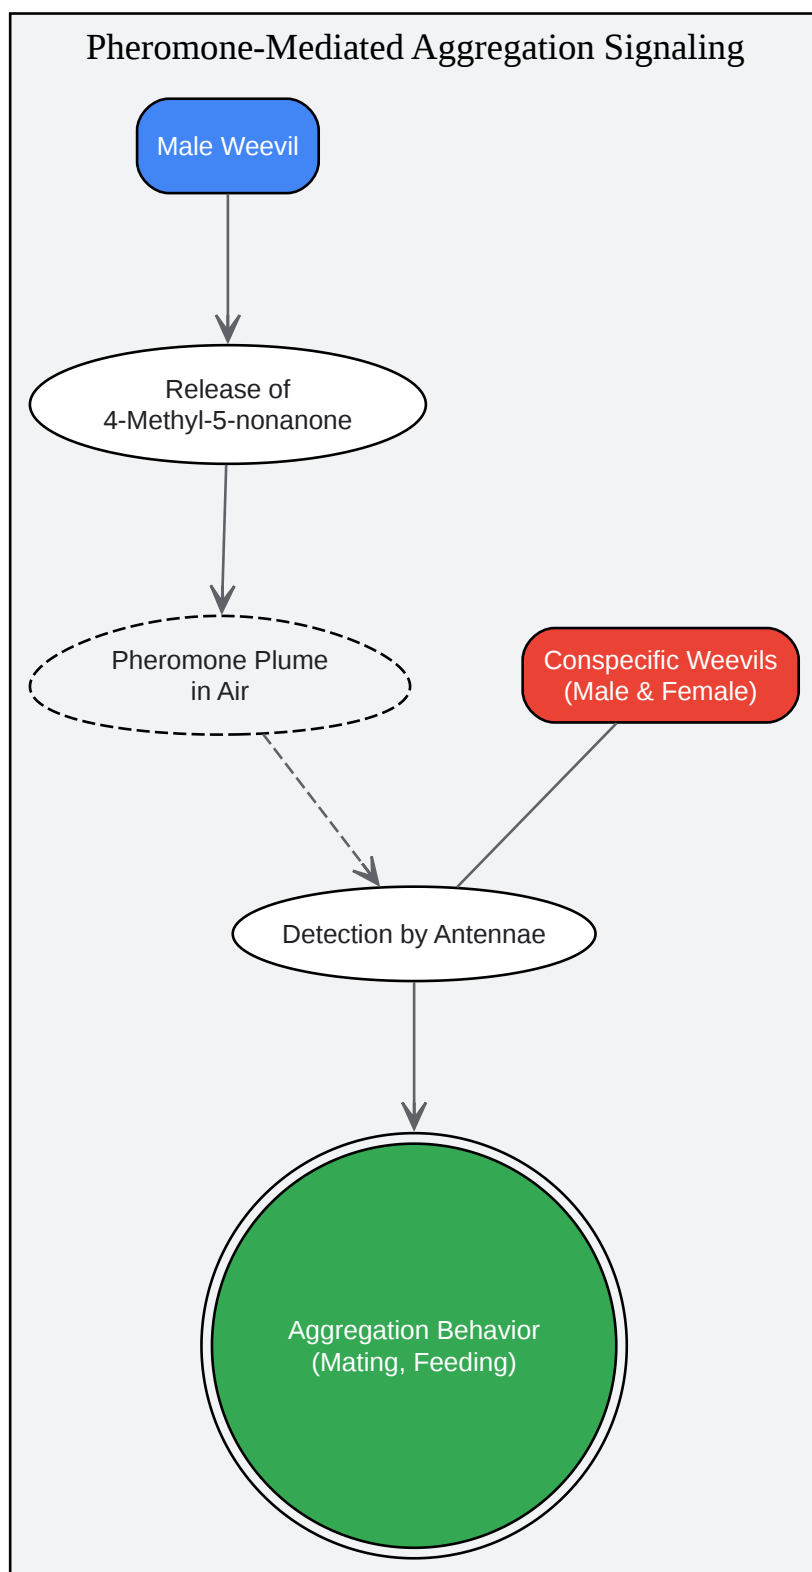 Pheromone-Mediated Aggregation Signaling
Male Weevil
Release of
4-Methyl-5-nonanone
Pheromone Plume
in Air
Conspecific Weevils
(Male & Female)
Detection by Antennae
Aggregation Behavior
(Mating, Feeding)